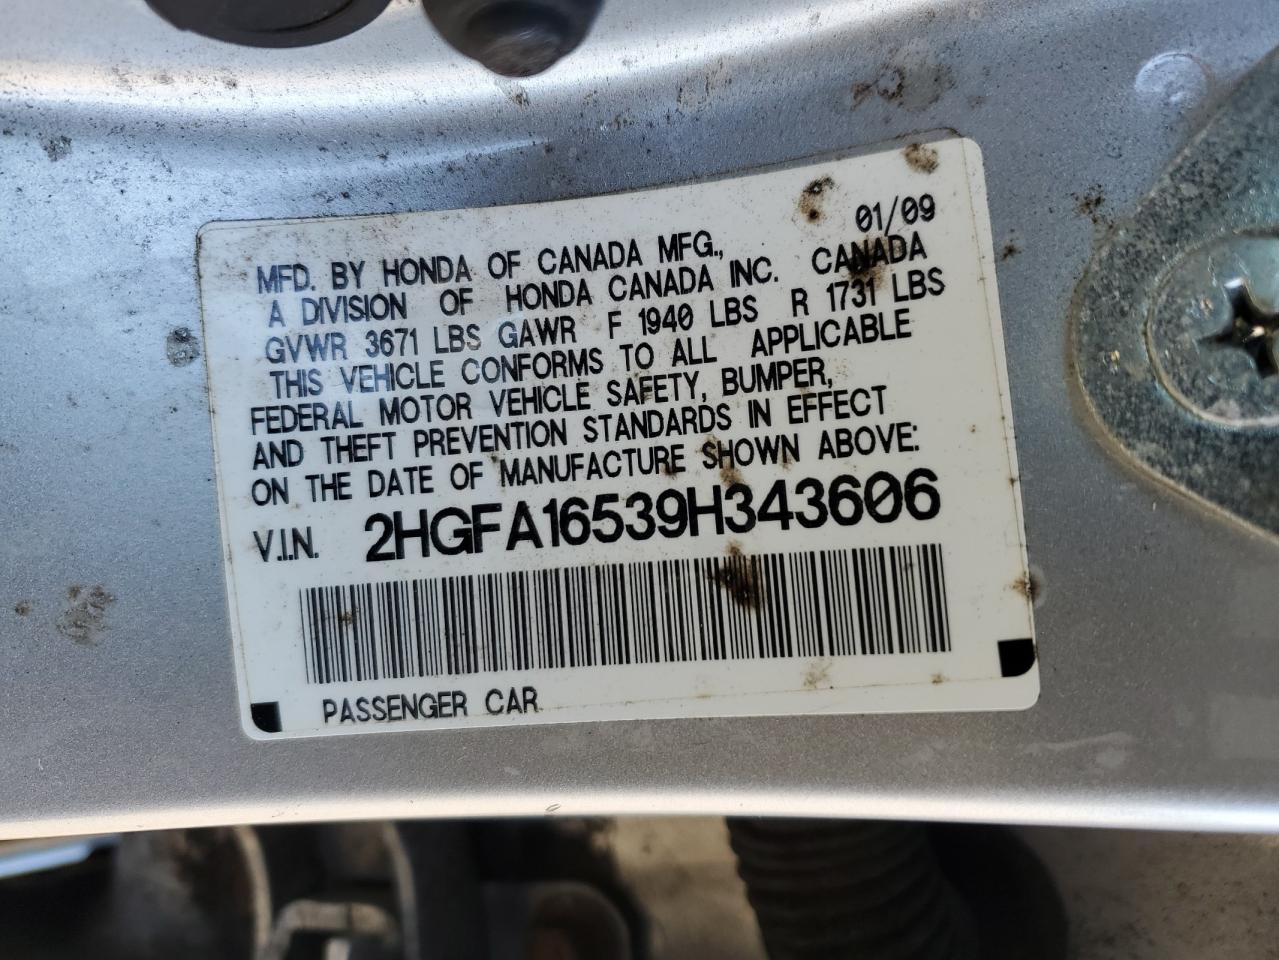 01/09
MFD. BY HONDA OF CANADA MFG.,
A DIVISION OF HONDA CANADA INC. CANADA
GVWR 3671 LBS GAWR F 1940 LBS R 1731 LBS
THIS VEHICLE CONFORMS TO ALL APPLICABLE
FEDERAL MOTOR VEHICLE SAFETY, BUMPER,
AND THEFT PREVENTION STANDARDS IN EFFECT
ON THE DATE OF MANUFACTURE SHOWN ABOVE:
V.I.N. 2HGFA16539H343606
PASSENGER CAR